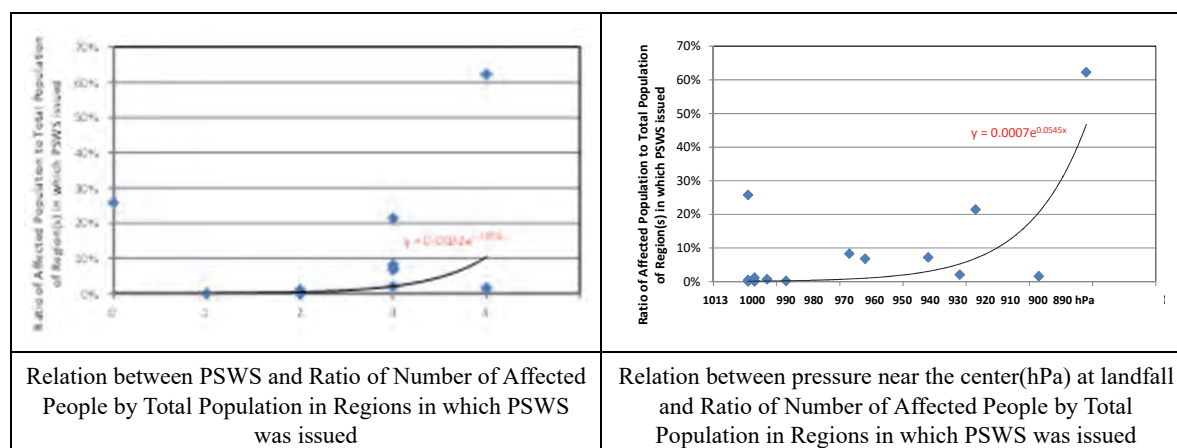 Ratio of Affected Population to Total Population
of Region(s) in which PSWS issued
70%
60%
50%
40%
30%
20%
10%
0%
0
1
2
3
4
Ratio of Affected Population to Total Population
of Region(s) in which PSWS issued
70%
60%
50%
40%
30%
20%
10%
0%
y = 0.0007e^0.0545x
1013 1000 990 980 970 960 950 940 930 920 910 900 890 hPa
Relation between PSWS and Ratio of Number of Affected
People by Total Population in Regions in which PSWS
was issued
Relation between pressure near the center(hPa) at landfall
and Ratio of Number of Affected People by Total
Population in Regions in which PSWS was issued